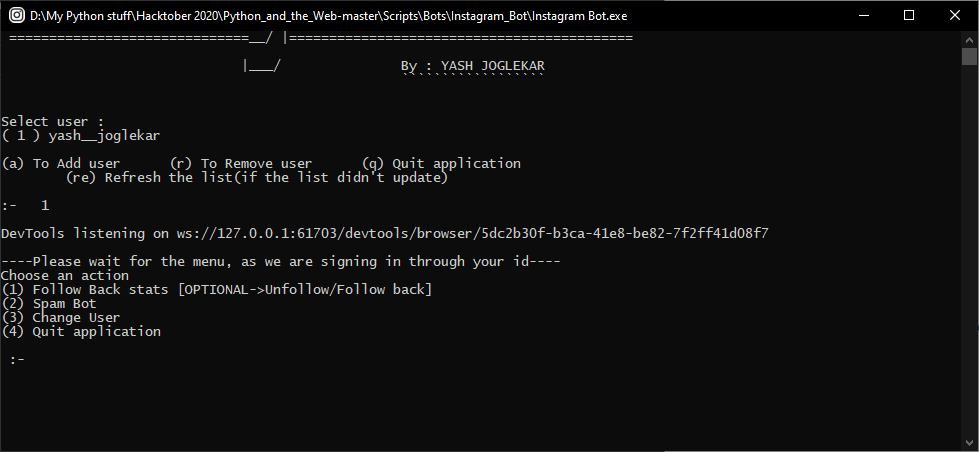 D:\My Python stuff\Hacktober 2020\Python_and_the_Web-master\Scripts\Bots\Instagram_Bot\Instagram Bot.exe
==============================__/ |===========================================
|___/ By : YASH JOGLEKAR
``````````````````
Select user :
( 1 ) yash__joglekar
(a) To Add user (r) To Remove user (q) Quit application
(re) Refresh the list(if the list didn't update)
:- 1
DevTools listening on ws://127.0.0.1:61703/devtools/browser/5dc2b30f-b3ca-41e8-be82-7f2ff41d08f7
----Please wait for the menu, as we are signing in through your id----
Choose an action
(1) Follow Back stats [OPTIONAL->Unfollow/Follow back]
(2) Spam Bot
(3) Change User
(4) Quit application
:-